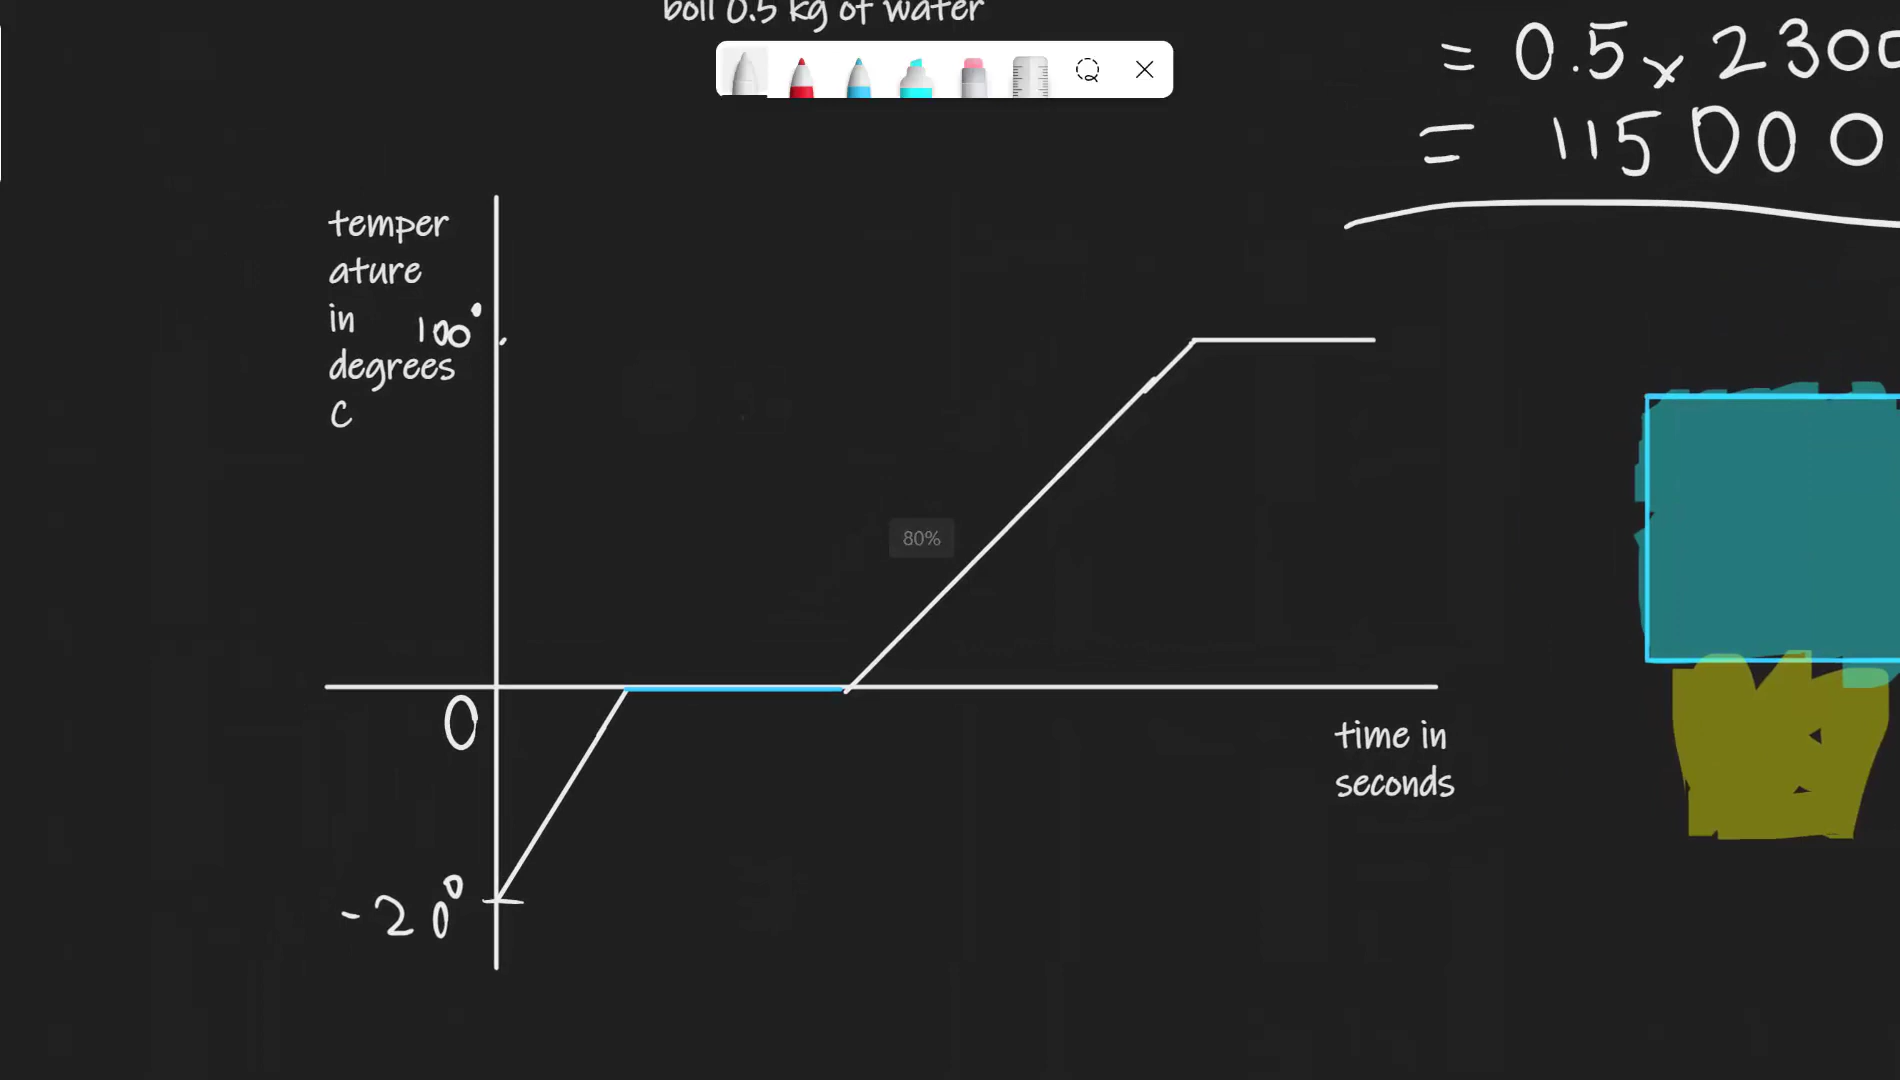 boil 0.5 kg of water
= 0.5 x 2300
= 115000
temper
ature
in
degrees
C
100°
80%
0
time in
seconds
-20°